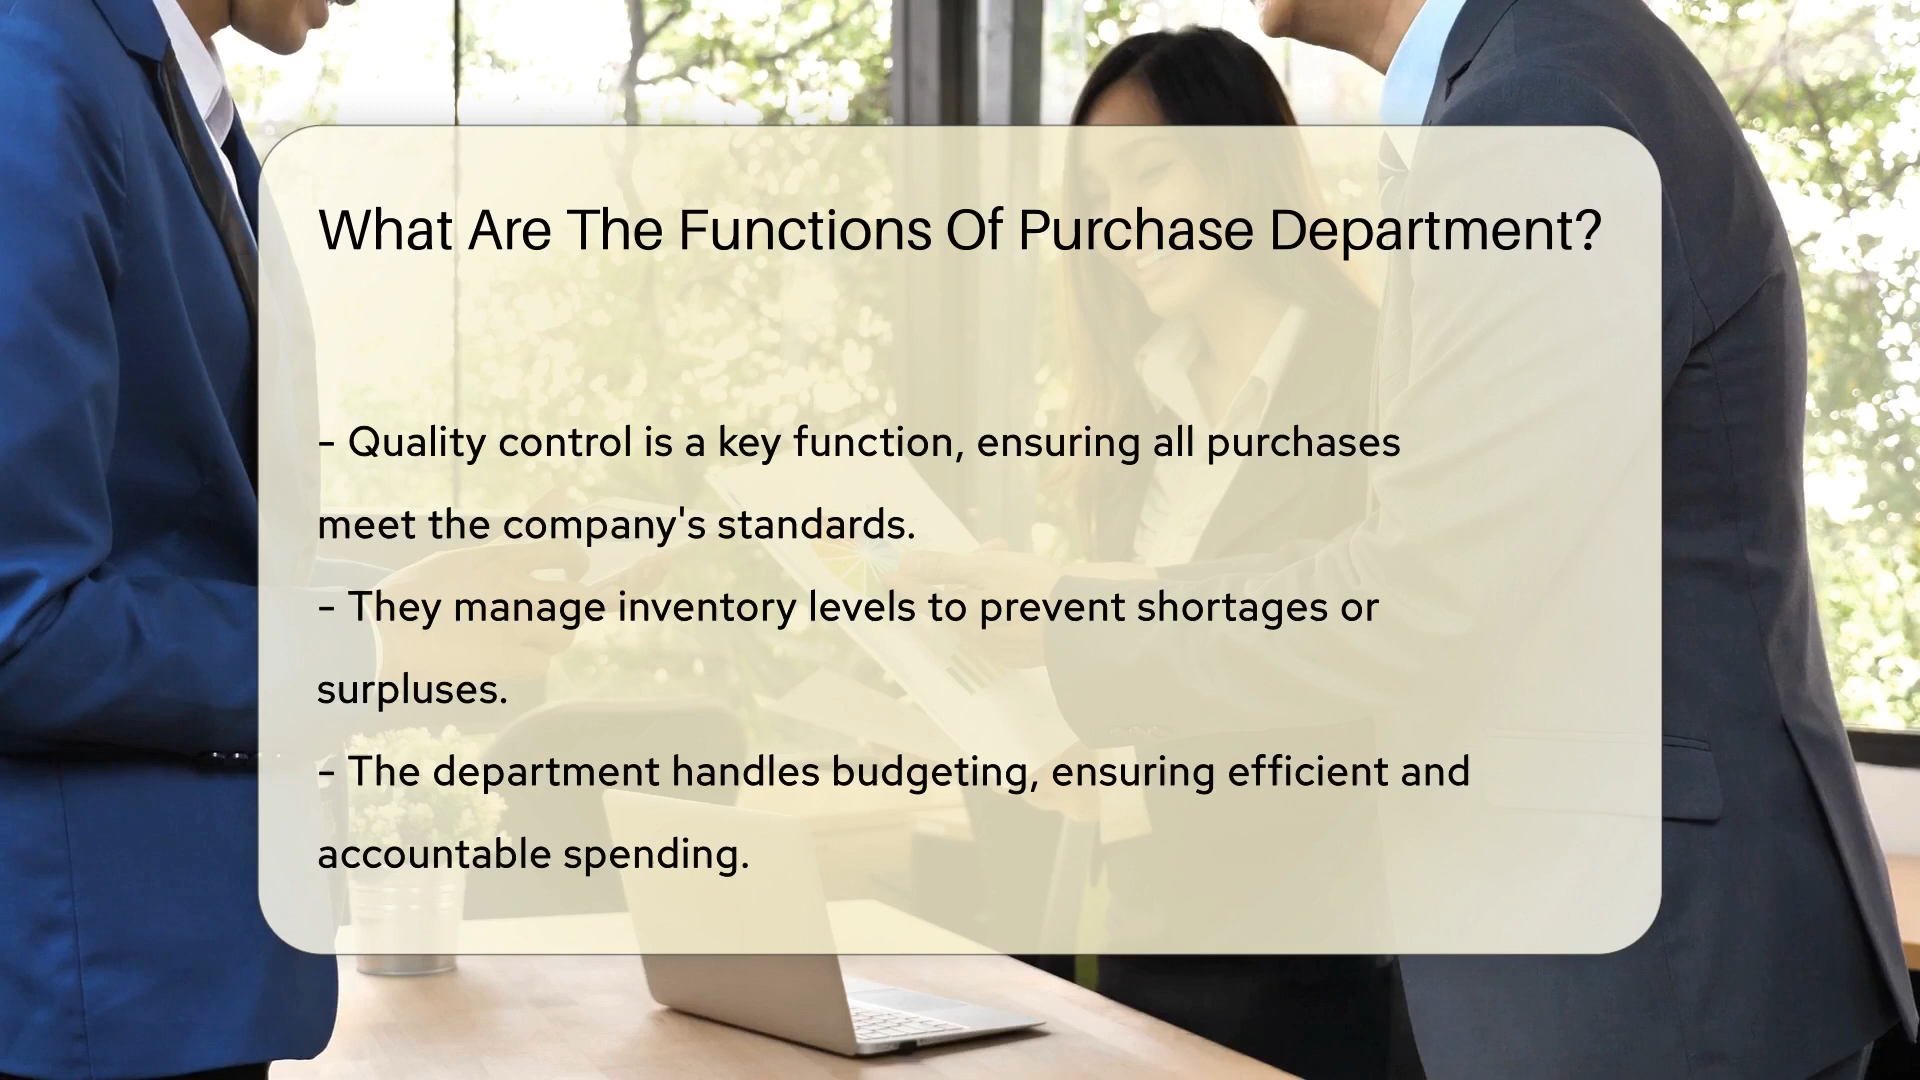 What Are The Functions Of Purchase Department?
- Quality control is a key function, ensuring all purchases
meet the company's standards.
- They manage inventory levels to prevent shortages or
surpluses.
- The department handles budgeting, ensuring efficient and
accountable spending.